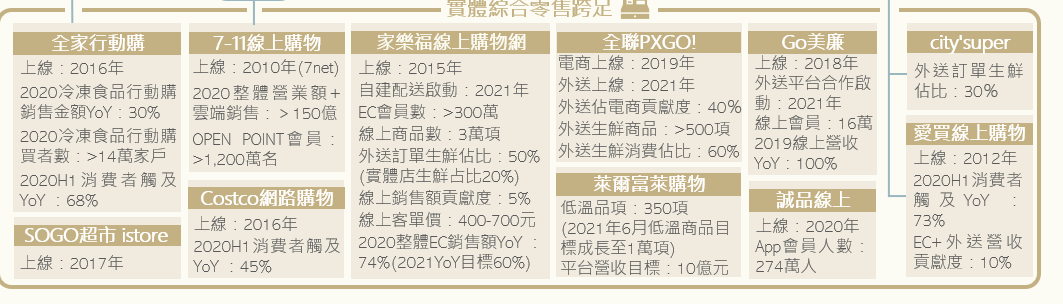 實體綜合零售跨足
全家行動購
上線：2016年
2020冷凍食品行動購
銷售金額YoY：30%
2020冷凍食品行動購
買者數：>14萬家戶
2020H1消費者觸及
YoY ：68%
SOGO超市 istore
上線：2017年
7-11線上購物
上線：2010年(7net)
2020整體營業額+
雲端銷售：＞150億
OPEN POINT會員：
>1,200萬名
Costco網路購物
上線：2016年
2020H1消費者觸及
YoY ：45%
家樂福線上購物網
上線：2015年
自建配送啟動：2021年
EC會員數：>300萬
線上商品數：3萬項
外送訂單生鮮佔比：50%
(實體店生鮮占比20%)
線上銷售額貢獻度：5%
線上客單價：400-700元
2020整體EC銷售額YoY ：
74%(2021YoY目標60%)
全聯PXGO!
電商上線：2019年
外送上線：2021年
外送佔電商貢獻度：40%
外送生鮮商品：>500項
外送生鮮消費佔比：60%
萊爾富萊購物
低溫品項：350項
(2021年6月低溫商品目
標成長至1萬項)
平台營收目標：10億元
Go美廉
上線：2018年
外送平台合作啟
動：2021年
線上會員：16萬
2019線上營收
YoY：100%
誠品線上
上線：2020年
App會員人數：
274萬人
city'super
外送訂單生鮮
佔比：30%
愛買線上購物
上線：2012年
2020H1消費者
觸及YoY：
73%
EC+外送營收
貢獻度：10%